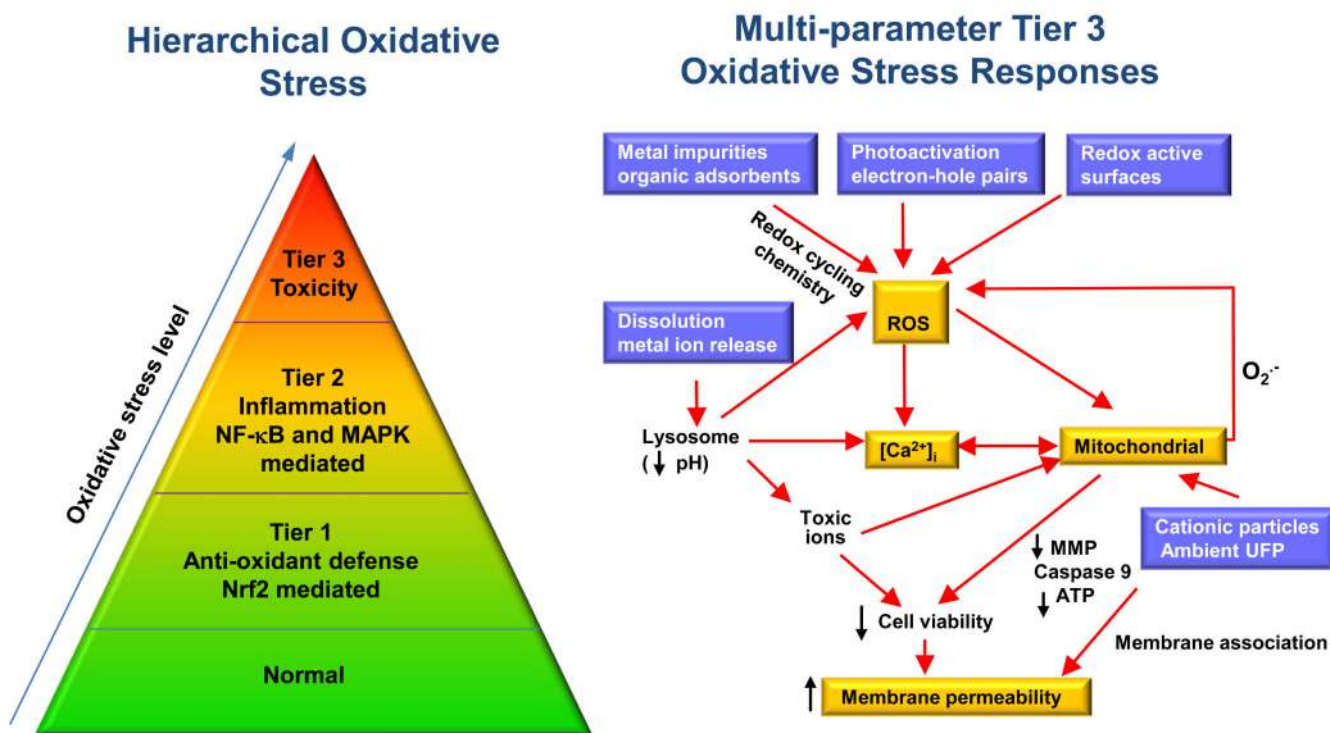 Hierarchical Oxidative
Stress
Oxidative stress level
Tier 3
Toxicity
Tier 2
Inflammation
NF-κB and MAPK
mediated
Tier 1
Anti-oxidant defense
Nrf2 mediated
Normal
Multi-parameter Tier 3
Oxidative Stress Responses
Metal impurities
organic adsorbents
Photoactivation
electron-hole pairs
Redox active
surfaces
Redox cycling
chemistry
ROS
Dissolution
metal ion release
O₂·-
Lysosome
(↓ pH)
[Ca²⁺]ᵢ
Mitochondrial
Toxic
ions
Cationic particles
Ambient UFP
↓ MMP
Caspase 9
↓ ATP
↓ Cell viability
Membrane association
↑ Membrane permeability